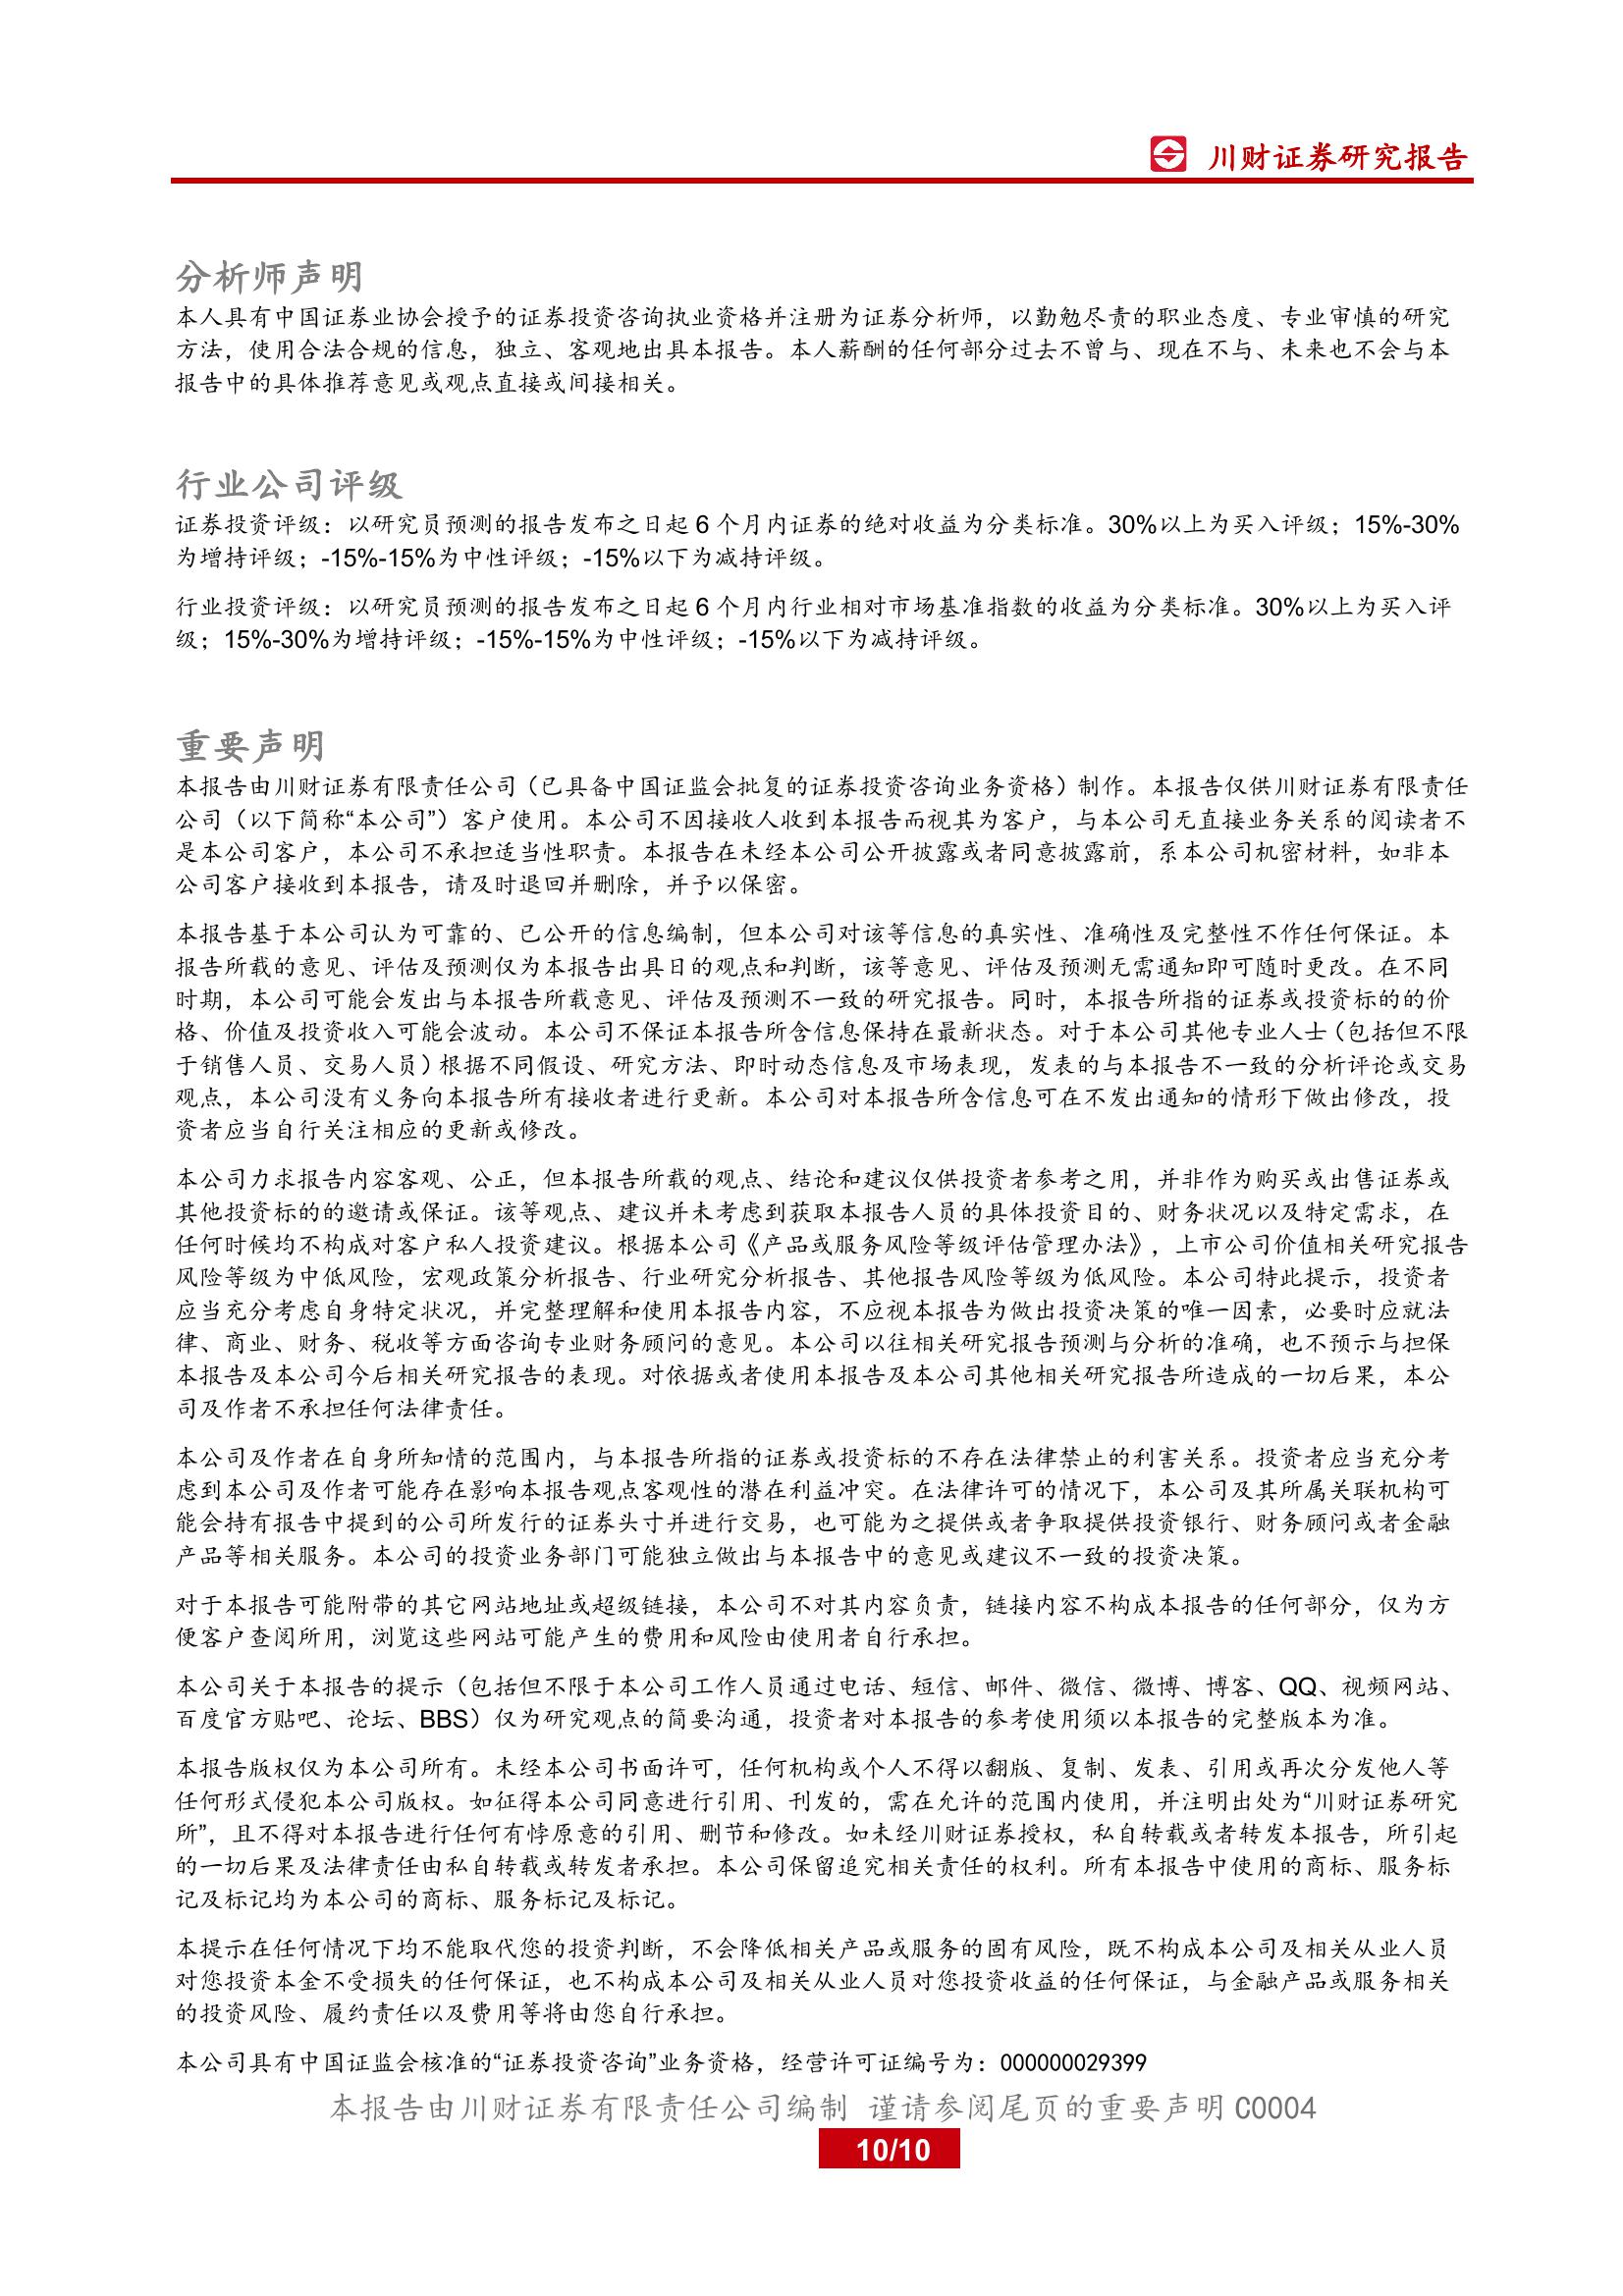 川财证券研究报告
分析师声明
本人具有中国证券业协会授予的证券投资咨询执业资格并注册为证券分析师，以勤勉尽责的职业态度、专业审慎的研究
方法，使用合法合规的信息，独立、客观地出具本报告。本人薪酬的任何部分过去不曾与、现在不与、未来也不会与本
报告中的具体推荐意见或观点直接或间接相关。
行业公司评级
证券投资评级：以研究员预测的报告发布之日起 6 个月内证券的绝对收益为分类标准。30%以上为买入评级；15%-30%
为增持评级；-15%-15%为中性评级；-15%以下为减持评级。
行业投资评级：以研究员预测的报告发布之日起 6 个月内行业相对市场基准指数的收益为分类标准。30%以上为买入评
级；15%-30%为增持评级；-15%-15%为中性评级；-15%以下为减持评级。
重要声明
本报告由川财证券有限责任公司（已具备中国证监会批复的证券投资咨询业务资格）制作。本报告仅供川财证券有限责任
公司（以下简称“本公司”）客户使用。本公司不因接收人收到本报告而视其为客户，与本公司无直接业务关系的阅读者不
是本公司客户，本公司不承担适当性职责。本报告在未经本公司公开披露或者同意披露前，系本公司机密材料，如非本
公司客户接收到本报告，请及时退回并删除，并予以保密。
本报告基于本公司认为可靠的、已公开的信息编制，但本公司对该等信息的真实性、准确性及完整性不作任何保证。本
报告所载的意见、评估及预测仅为本报告出具日的观点和判断，该等意见、评估及预测无需通知即可随时更改。在不同
时期，本公司可能会发出与本报告所载意见、评估及预测不一致的研究报告。同时，本报告所指的证券或投资标的的价
格、价值及投资收入可能会波动。本公司不保证本报告所含信息保持在最新状态。对于本公司其他专业人士（包括但不限
于销售人员、交易人员）根据不同假设、研究方法、即时动态信息及市场表现，发表的与本报告不一致的分析评论或交易
观点，本公司没有义务向本报告所有接收者进行更新。本公司对本报告所含信息可在不发出通知的情形下做出修改，投
资者应当自行关注相应的更新或修改。
本公司力求报告内容客观、公正，但本报告所载的观点、结论和建议仅供投资者参考之用，并非作为购买或出售证券或
其他投资标的的邀请或保证。该等观点、建议并未考虑到获取本报告人员的具体投资目的、财务状况以及特定需求，在
任何时候均不构成对客户私人投资建议。根据本公司《产品或服务风险等级评估管理办法》，上市公司价值相关研究报告
风险等级为中低风险，宏观政策分析报告、行业研究分析报告、其他报告风险等级为低风险。本公司特此提示，投资者
应当充分考虑自身特定状况，并完整理解和使用本报告内容，不应视本报告为做出投资决策的唯一因素，必要时应就法
律、商业、财务、税收等方面咨询专业财务顾问的意见。本公司以往相关研究报告预测与分析的准确，也不预示与担保
本报告及本公司今后相关研究报告的表现。对依据或者使用本报告及本公司其他相关研究报告所造成的一切后果，本公
司及作者不承担任何法律责任。
本公司及作者在自身所知情的范围内，与本报告所指的证券或投资标的不存在法律禁止的利害关系。投资者应当充分考
虑到本公司及作者可能存在影响本报告观点客观性的潜在利益冲突。在法律许可的情况下，本公司及其所属关联机构可
能会持有报告中提到的公司所发行的证券头寸并进行交易，也可能为之提供或者争取提供投资银行、财务顾问或者金融
产品等相关服务。本公司的投资业务部门可能独立做出与本报告中的意见或建议不一致的投资决策。
对于本报告可能附带的其它网站地址或超级链接，本公司不对其内容负责，链接内容不构成本报告的任何部分，仅为方
便客户查阅所用，浏览这些网站可能产生的费用和风险由使用者自行承担。
本公司关于本报告的提示（包括但不限于本公司工作人员通过电话、短信、邮件、微信、微博、博客、QQ、视频网站、
百度官方贴吧、论坛、BBS）仅为研究观点的简要沟通，投资者对本报告的参考使用须以本报告的完整版本为准。
本报告版权仅为本公司所有。未经本公司书面许可，任何机构或个人不得以翻版、复制、发表、引用或再次分发他人等
任何形式侵犯本公司版权。如征得本公司同意进行引用、刊发的，需在允许的范围内使用，并注明出处为“川财证券研究
所”，且不得对本报告进行任何有悖原意的引用、删节和修改。如未经川财证券授权，私自转载或者转发本报告，所引起
的一切后果及法律责任由私自转载或转发者承担。本公司保留追究相关责任的权利。所有本报告中使用的商标、服务标
记及标记均为本公司的商标、服务标记及标记。
本提示在任何情况下均不能取代您的投资判断，不会降低相关产品或服务的固有风险，既不构成本公司及相关从业人员
对您投资本金不受损失的任何保证，也不构成本公司及相关从业人员对您投资收益的任何保证，与金融产品或服务相关
的投资风险、履约责任以及费用等将由您自行承担。
本公司具有中国证监会核准的“证券投资咨询”业务资格，经营许可证编号为：000000029399
本报告由川财证券有限责任公司编制 谨请参阅尾页的重要声明 C0004
10/10